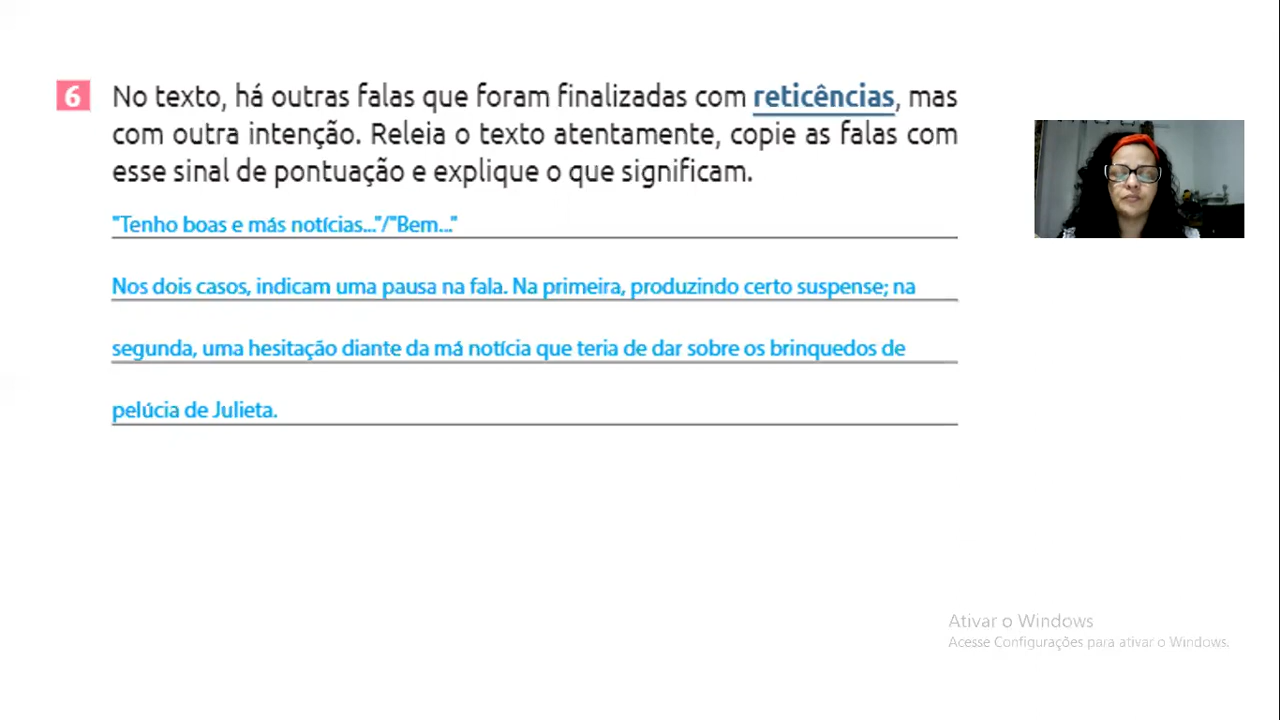 6 No texto, há outras falas que foram finalizadas com reticências, mas
com outra intenção. Releia o texto atentamente, copie as falas com
esse sinal de pontuação e explique o que significam.
"Tenho boas e más notícias..."/"Bem..."
Nos dois casos, indicam uma pausa na fala. Na primeira, produzindo certo suspense; na
segunda, uma hesitação diante da má notícia que teria de dar sobre os brinquedos de
pelúcia de Julieta.
Ativar o Windows
Acesse Configurações para ativar o Windows.